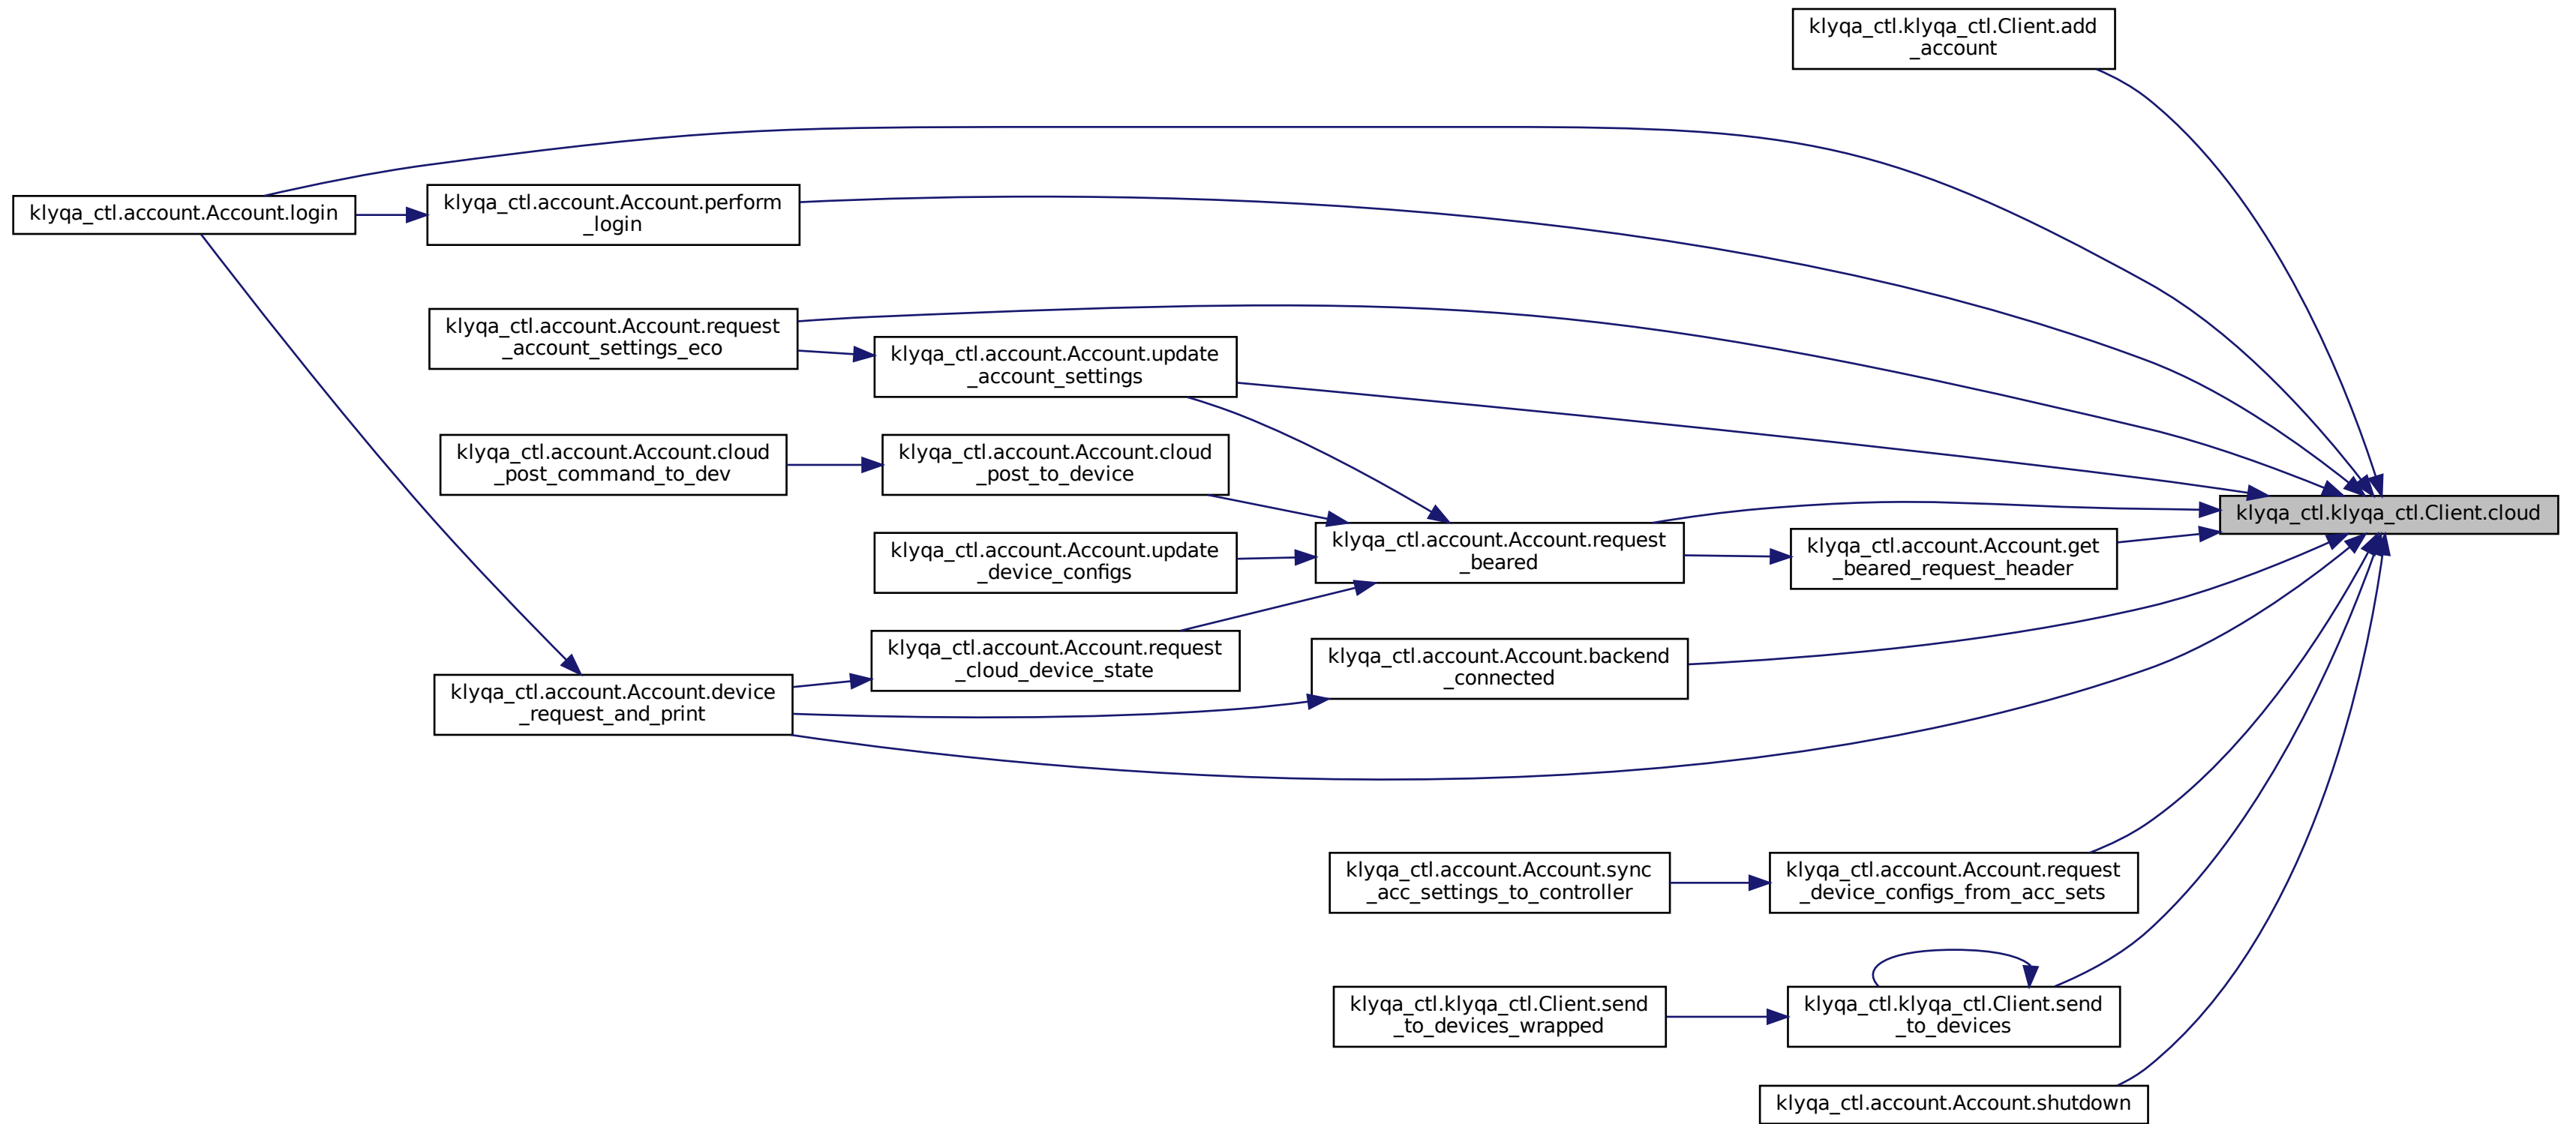 klyqa_ctl.klyqa_ctl.Client.add
_account
klyqa_ctl.account.Account.login
klyqa_ctl.account.Account.perform
_login
klyqa_ctl.account.Account.request
_account_settings_eco
klyqa_ctl.account.Account.update
_account_settings
klyqa_ctl.account.Account.cloud
_post_command_to_dev
klyqa_ctl.account.Account.cloud
_post_to_device
klyqa_ctl.klyqa_ctl.Client.cloud
klyqa_ctl.account.Account.update
_device_configs
klyqa_ctl.account.Account.request
_beared
klyqa_ctl.account.Account.get
_beared_request_header
klyqa_ctl.account.Account.request
_cloud_device_state
klyqa_ctl.account.Account.backend
_connected
klyqa_ctl.account.Account.device
_request_and_print
klyqa_ctl.account.Account.sync
_acc_settings_to_controller
klyqa_ctl.account.Account.request
_device_configs_from_acc_sets
klyqa_ctl.klyqa_ctl.Client.send
_to_devices_wrapped
klyqa_ctl.klyqa_ctl.Client.send
_to_devices
klyqa_ctl.account.Account.shutdown